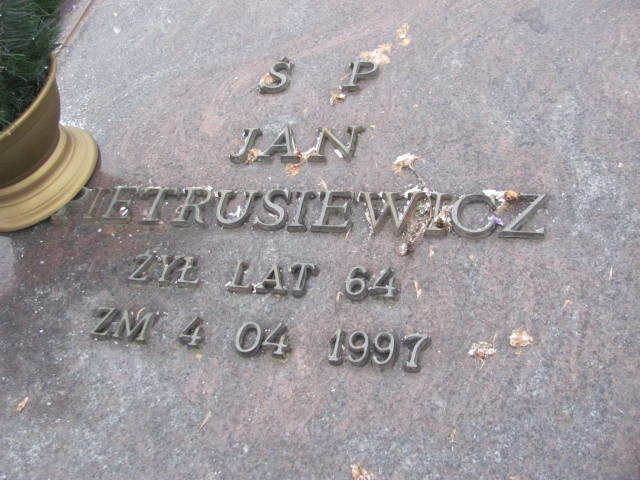 Ś P
JAN
PIETRUSIEWICZ
ŻYŁ LAT 64
ZM 4 04 1997